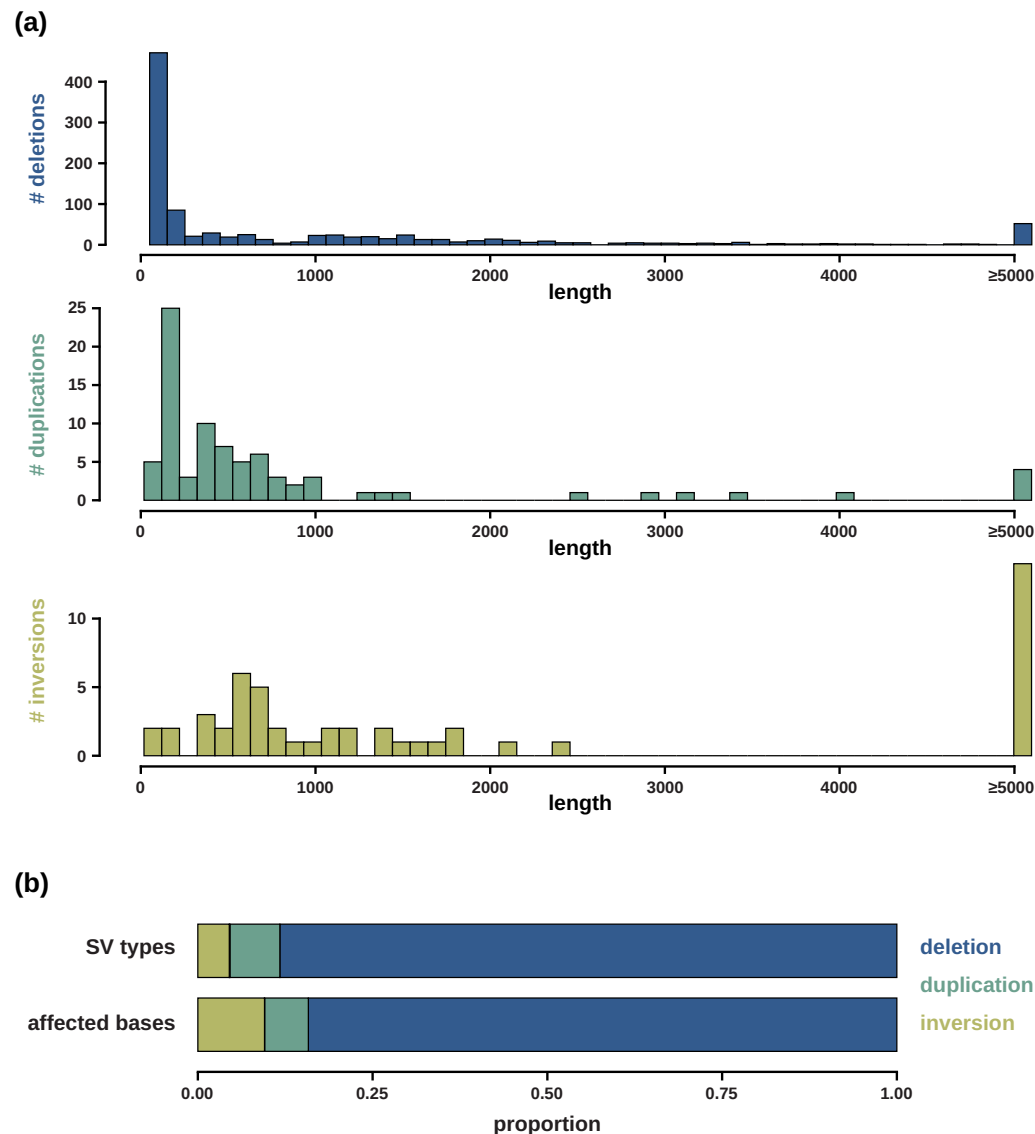 (a)
# deletions
400
300
200
100
0
0 1000 2000 3000 4000 ≥5000
length
# duplications
25
20
15
10
5
0
0 1000 2000 3000 4000 ≥5000
length
# inversions
10
5
0
0 1000 2000 3000 4000 ≥5000
length
(b)
SV types
affected bases
deletion
duplication
inversion
0.00 0.25 0.50 0.75 1.00
proportion